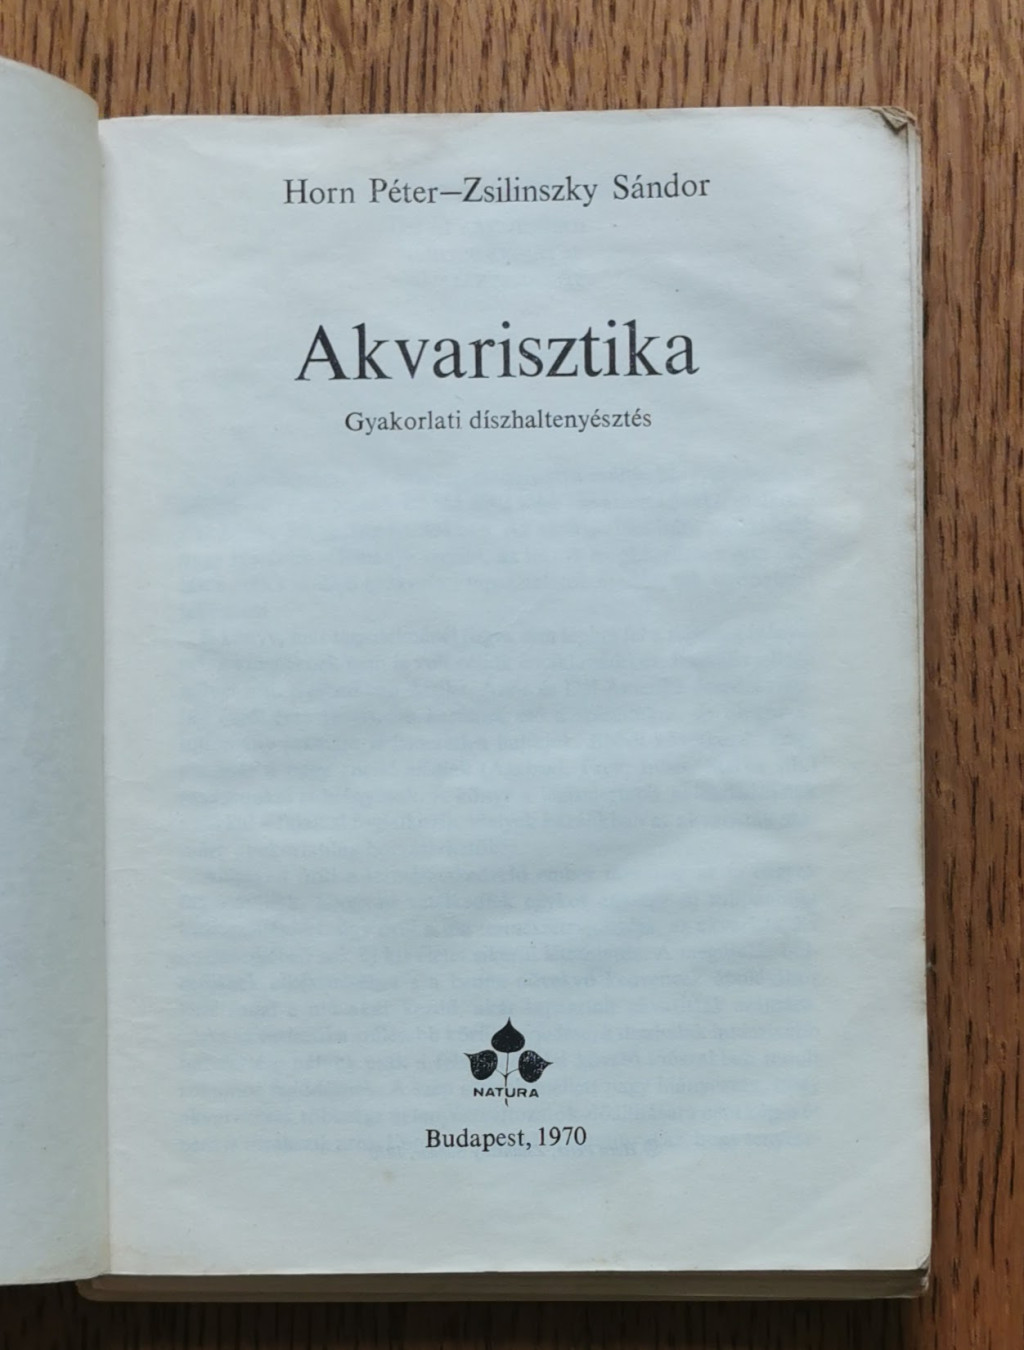 Horn Péter–Zsilinszky Sándor
Akvarisztika
Gyakorlati díszhaltenyésztés
NATURA
Budapest, 1970